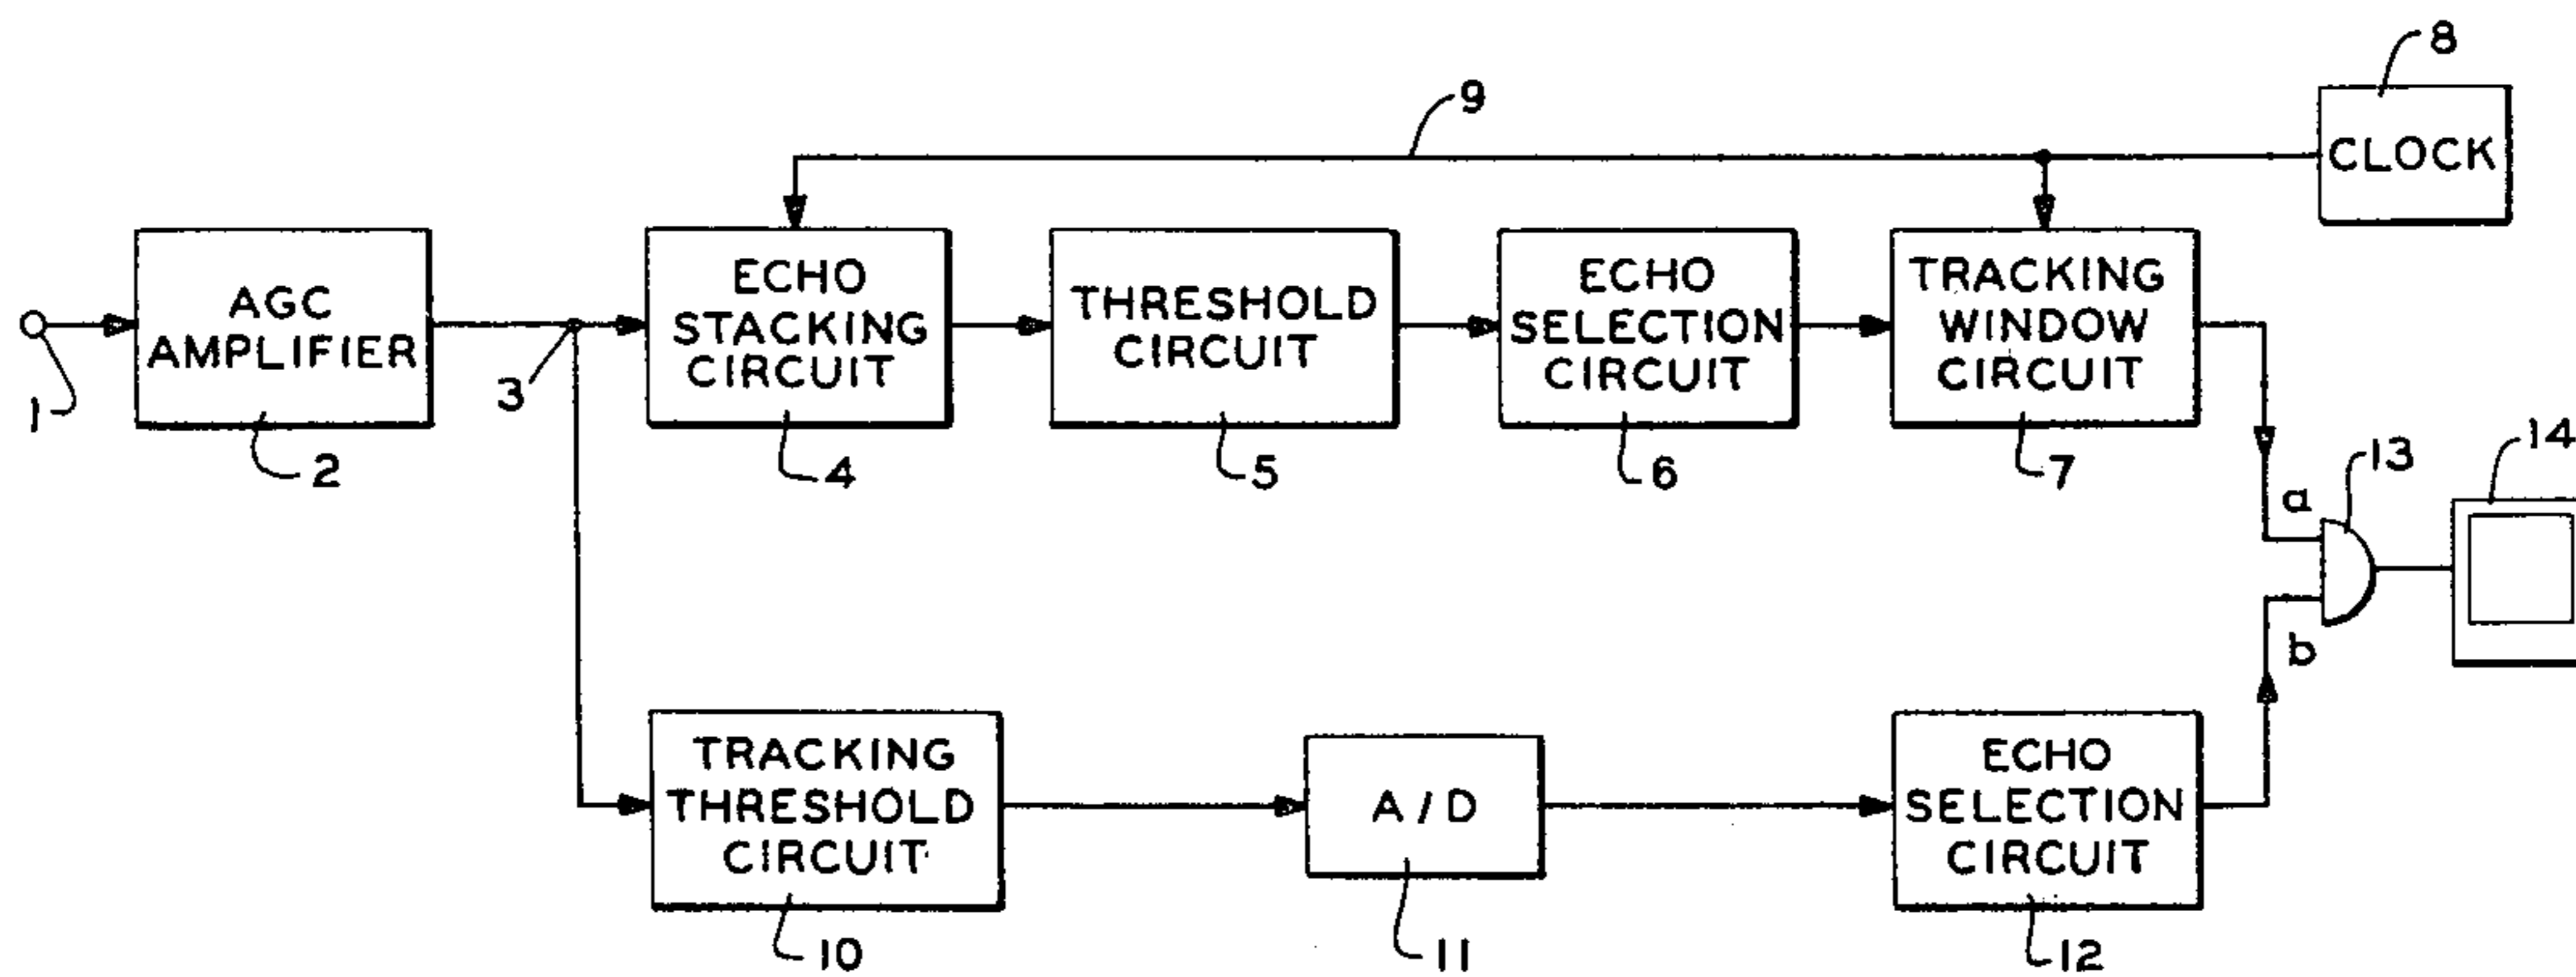 8
9
CLOCK
AGC
AMPLIFIER
ECHO
STACKING
CIRCUIT
THRESHOLD
CIRCUIT
ECHO
SELECTION
CIRCUIT
TRACKING
WINDOW
CIRCUIT
1
2
3
4
5
6
7
a
13
14
b
TRACKING
THRESHOLD
CIRCUIT
A/D
ECHO
SELECTION
CIRCUIT
10
11
12